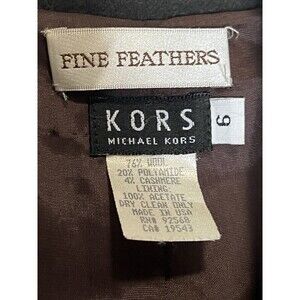 FINE FEATHERS
KORS
MICHAEL KORS
6
76% WOOL
20% POLYAMIDE
4% CASHMERE
LINING:
100% ACETATE
DRY CLEAN ONLY
MADE IN USA
RN# 92568
CA# 19543